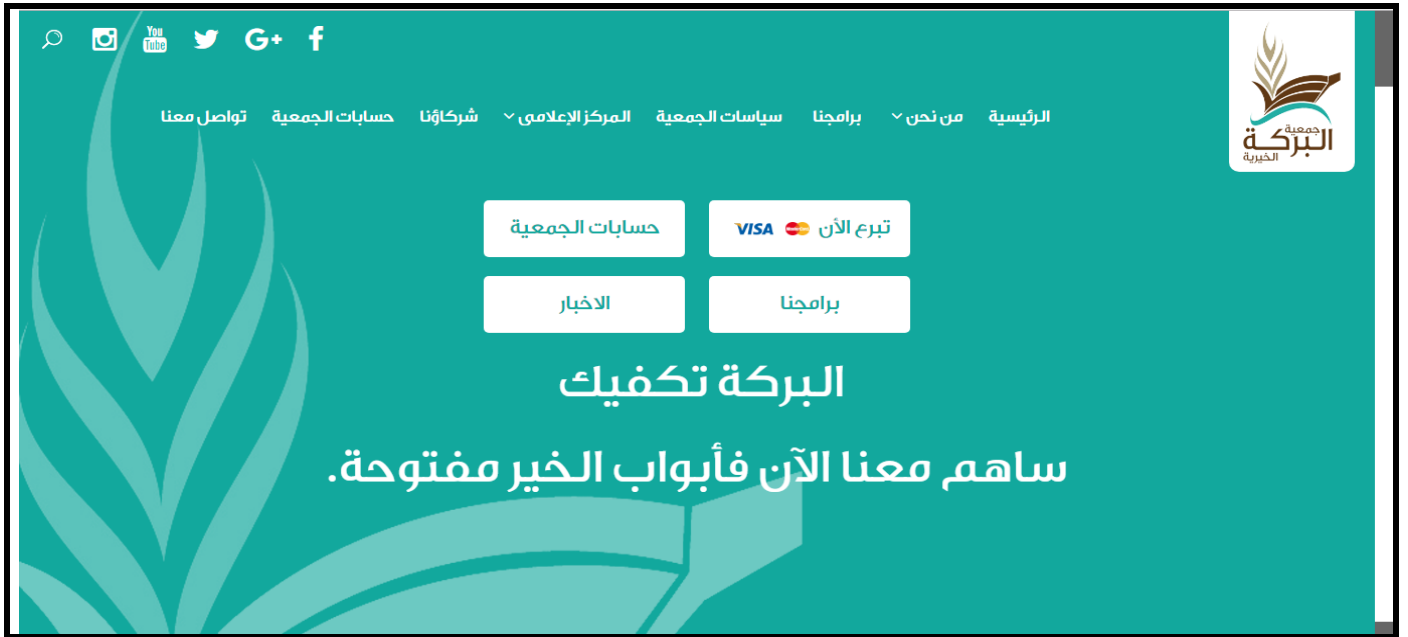 You
Tube
G+ f
جمعية
البركة
الخيرية
الرئيسية من نحن برامجنا سياسات الجمعية المركز الإعلامى شركاؤنا حسابات الجمعية تواصل معنا
تبرع الأن VISA
حسابات الجمعية
برامجنا
الاخبار
البركة تكفيك
ساهم معنا الآن فأبواب الخير مفتوحة.